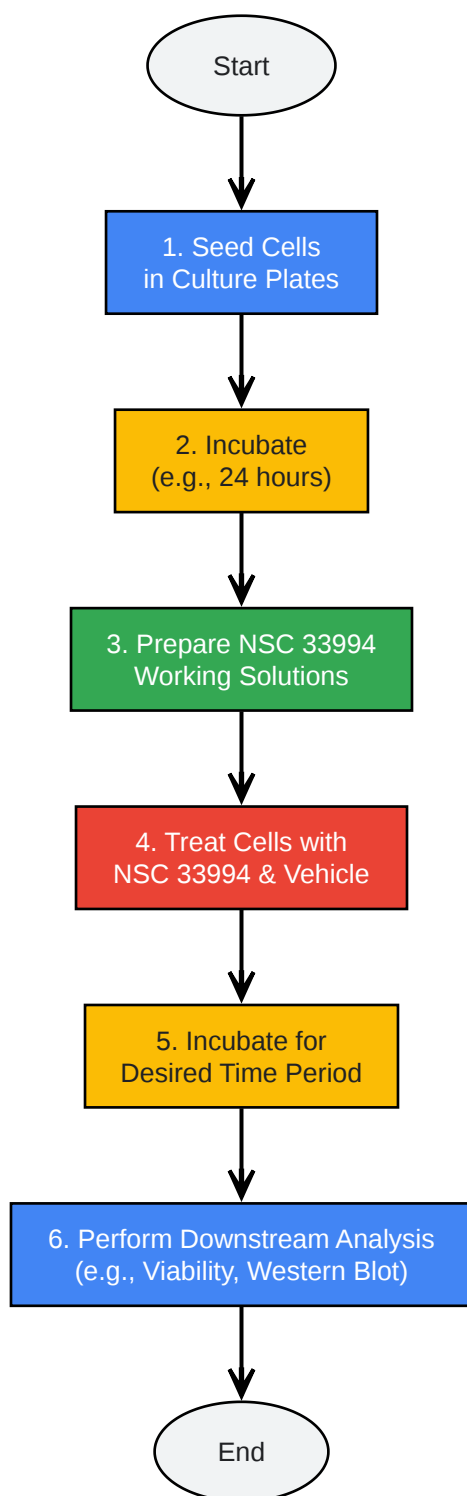 Start
1. Seed Cells
in Culture Plates
2. Incubate
(e.g., 24 hours)
3. Prepare NSC 33994
Working Solutions
4. Treat Cells with
NSC 33994 & Vehicle
5. Incubate for
Desired Time Period
6. Perform Downstream Analysis
(e.g., Viability, Western Blot)
End